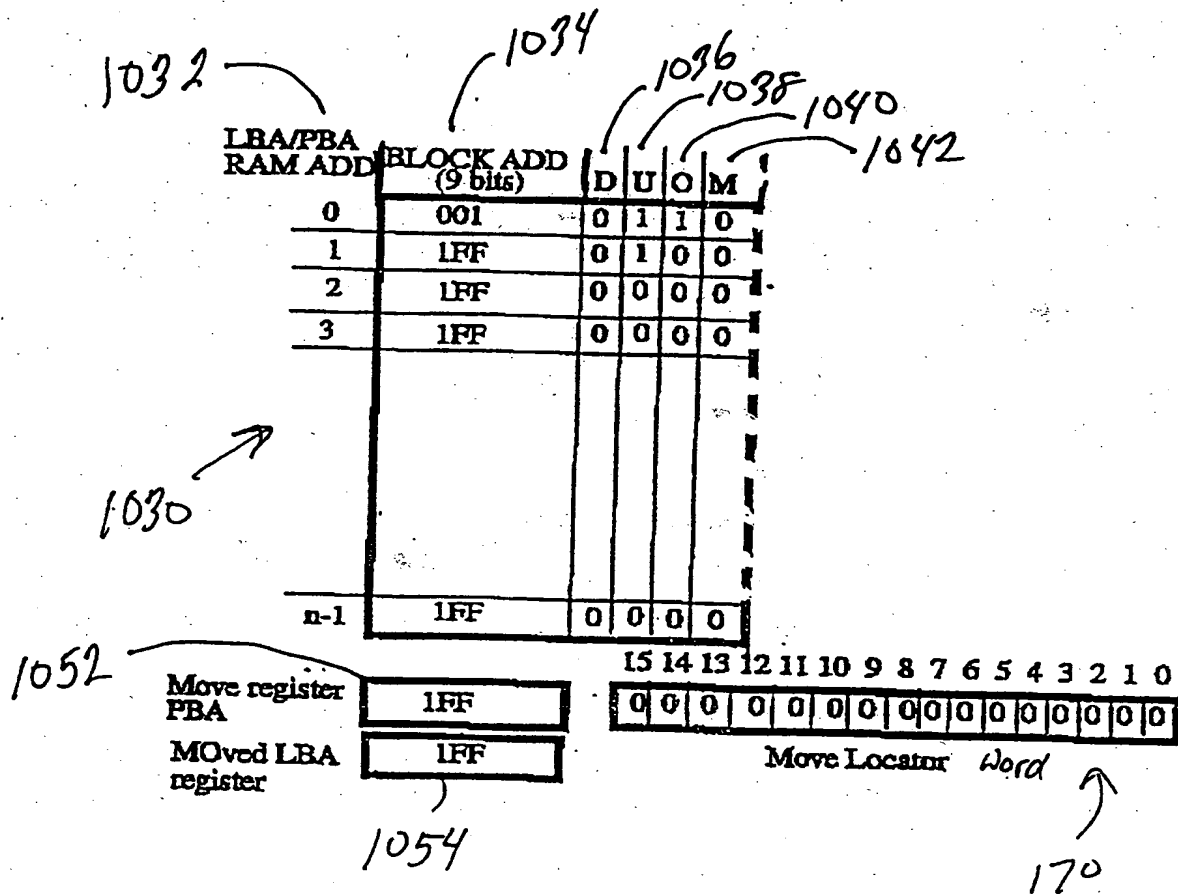 1034
1032
1036
1038
1040
1042
LBA/PBA
RAM ADD
BLOCK ADD
(9 bits)
D U O M
0 001 0 1 1 0
1 1FF 0 1 0 0
2 1FF 0 0 0 0
3 1FF 0 0 0 0
1030
n-1 1FF 0 0 0 0
1052
15 14 13 12 11 10 9 8 7 6 5 4 3 2 1 0
Move register
PBA
1FF
0 0 0 0 0 0 0 0 0 0 0 0 0 0 0 0
MOved LBA
register
1FF
Move Locator Word
1054
170